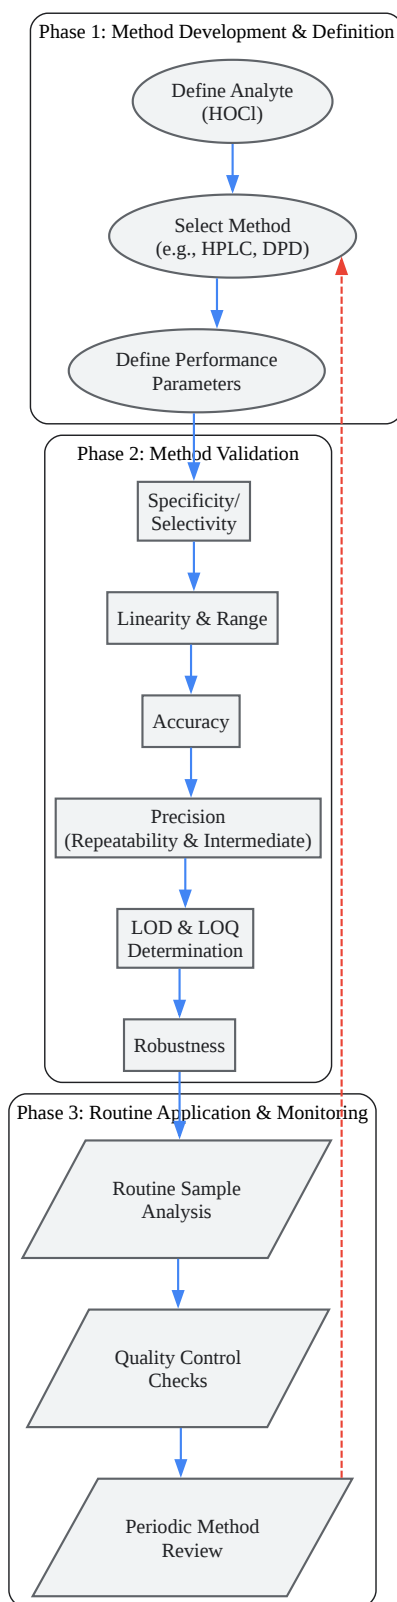 Phase 1: Method Development & Definition
Define Analyte
(HOCl)
Select Method
(e.g., HPLC, DPD)
Define Performance
Parameters
Phase 2: Method Validation
Specificity/
Selectivity
Linearity & Range
Accuracy
Precision
(Repeatability & Intermediate)
LOD & LOQ
Determination
Robustness
Phase 3: Routine Application & Monitoring
Routine Sample
Analysis
Quality Control
Checks
Periodic Method
Review